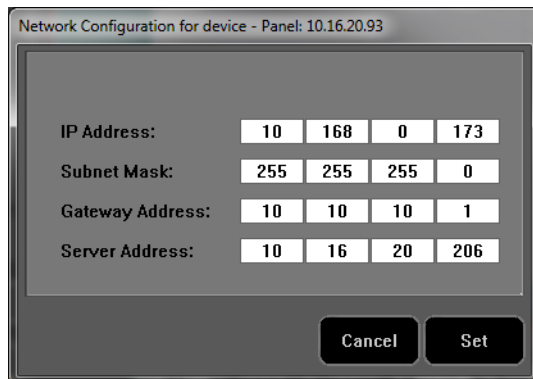 Network Configuration for device - Panel: 10.16.20.93
IP Address: 10 168 0 173
Subnet Mask: 255 255 255 0
Gateway Address: 10 10 10 1
Server Address: 10 16 20 206
Cancel Set